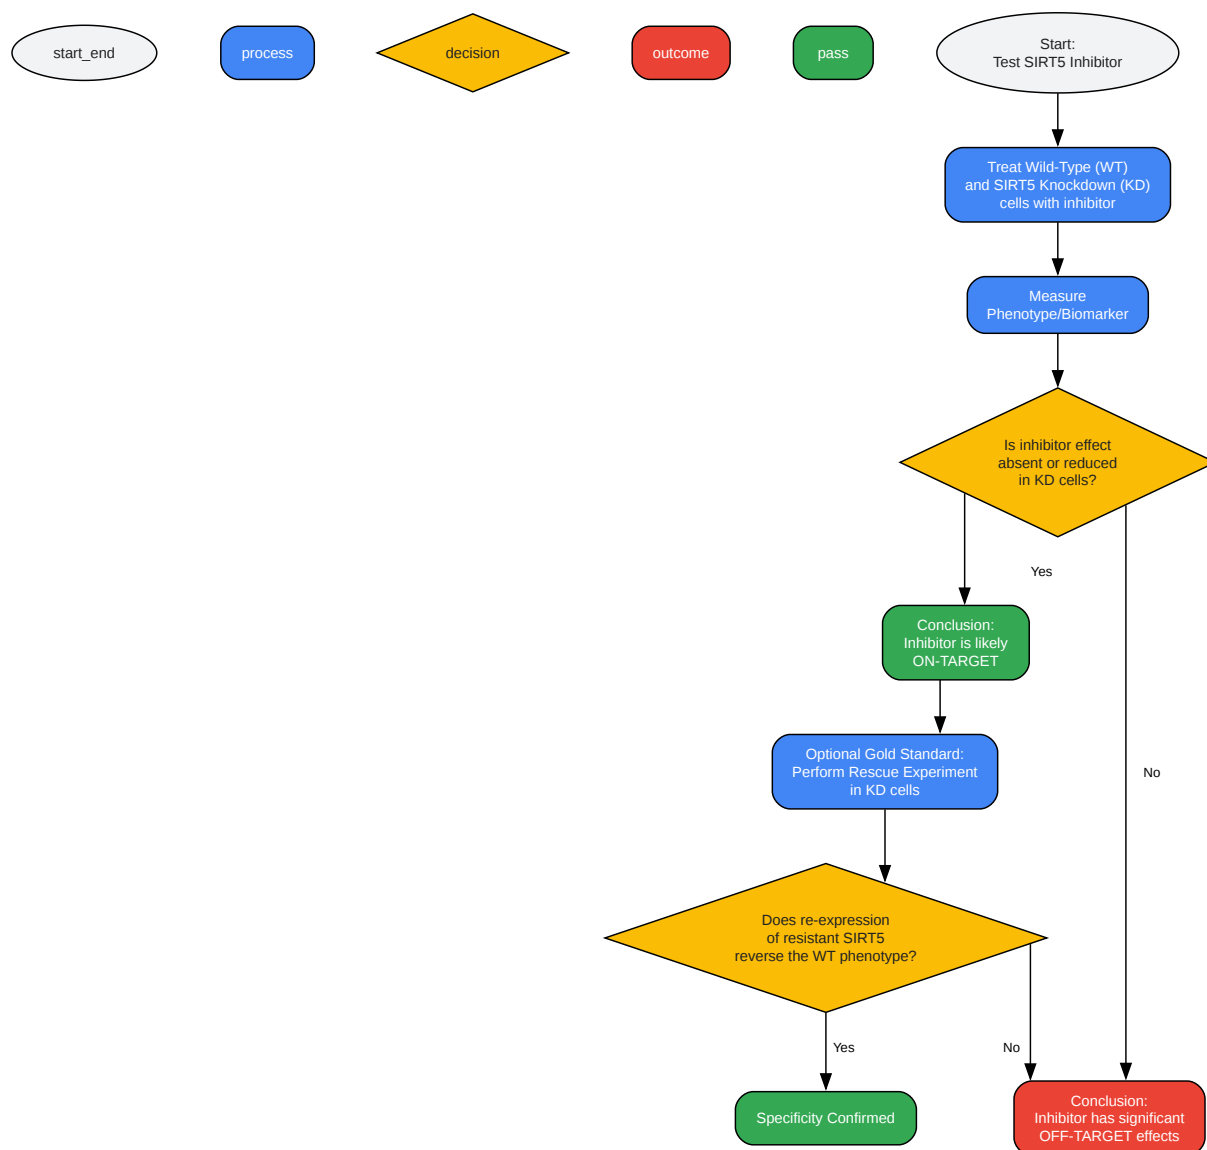 start_end
process
decision
outcome
pass
Start:
Test SIRT5 Inhibitor
Treat Wild-Type (WT)
and SIRT5 Knockdown (KD)
cells with inhibitor
Measure
Phenotype/Biomarker
Is inhibitor effect
absent or reduced
in KD cells?
Yes
Conclusion:
Inhibitor is likely
ON-TARGET
Optional Gold Standard:
Perform Rescue Experiment
in KD cells
No
Does re-expression
of resistant SIRT5
reverse the WT phenotype?
Yes
No
Specificity Confirmed
Conclusion:
Inhibitor has significant
OFF-TARGET effects